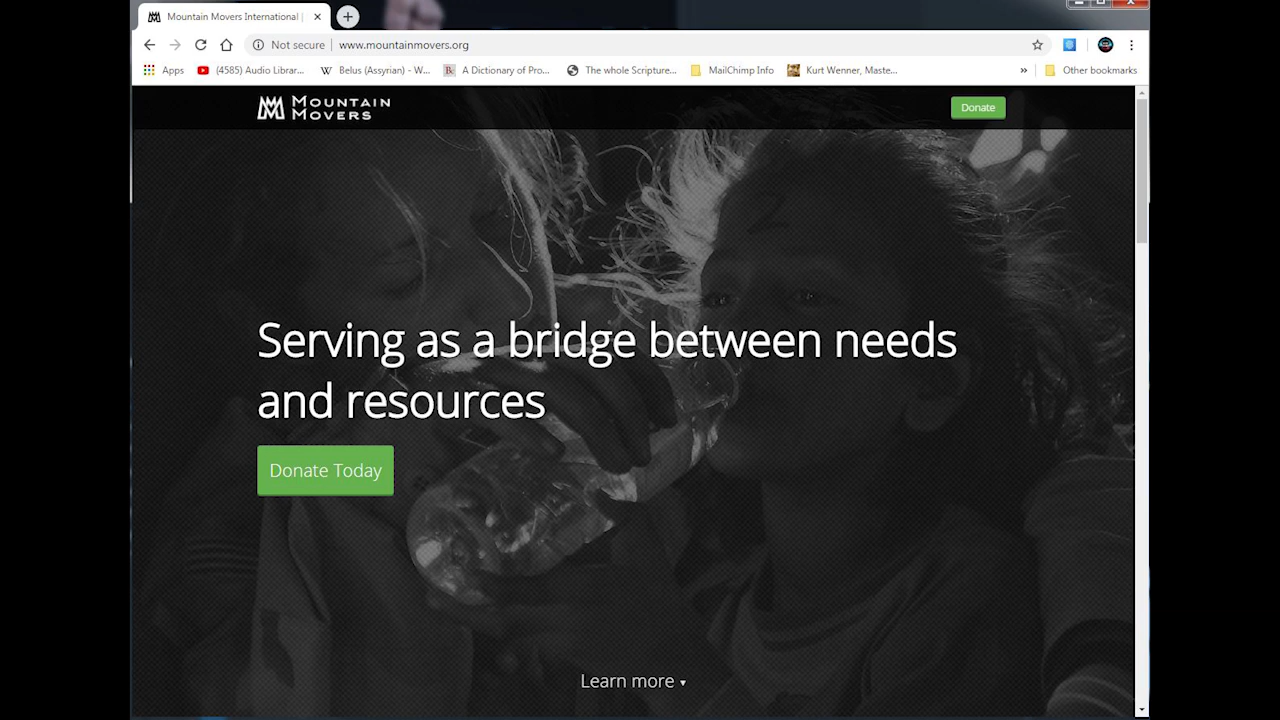 Mountain Movers International |
Not secure
www.mountainmovers.org
Apps
(4585) Audio Librar...
Belus (Assyrian) - W...
A Dictionary of Pro...
The whole Scripture...
MailChimp Info
Kurt Wenner, Maste...
»
Other bookmarks
MOUNTAIN
MOVERS
Donate
Serving as a bridge between needs
and resources
Donate Today
Learn more ▾